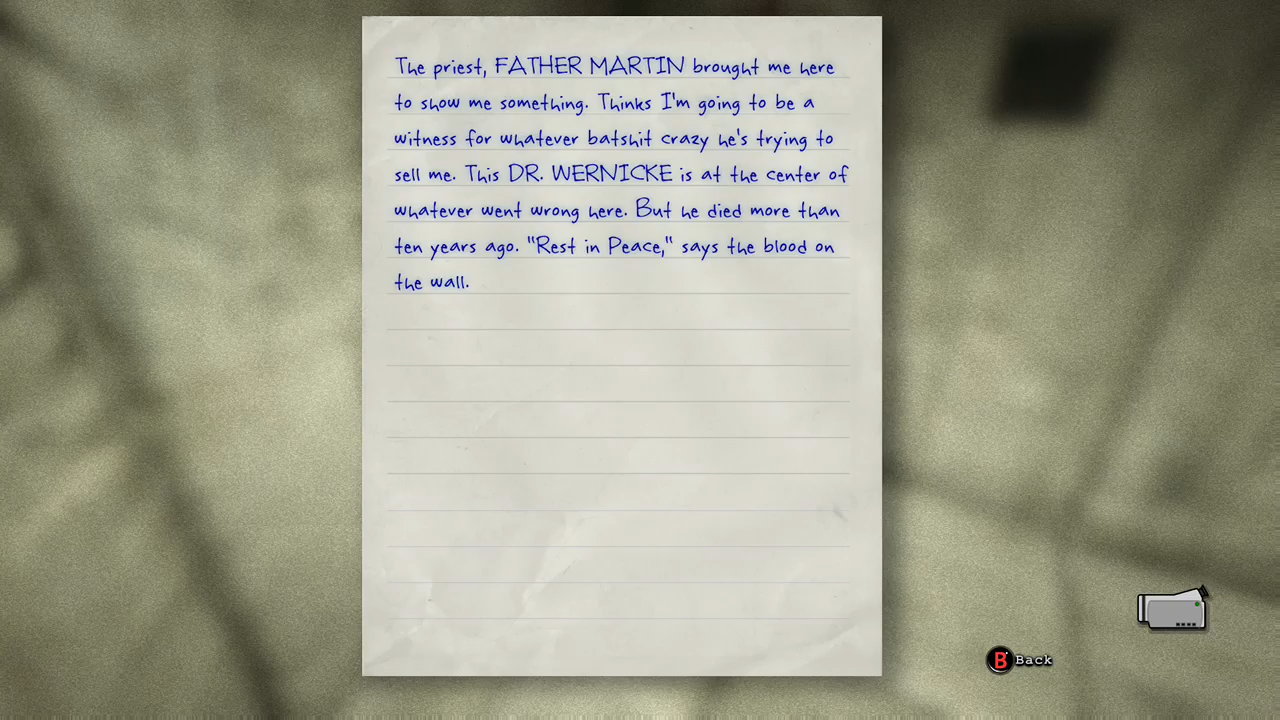 The priest, FATHER MARTIN brought me here
to show me something. Thinks I'm going to be a
witness for whatever batshit crazy he's trying to
sell me. This DR. WERNICKE is at the center of
whatever went wrong here. But he died more than
ten years ago. "Rest in Peace," says the blood on
the wall.
B Back